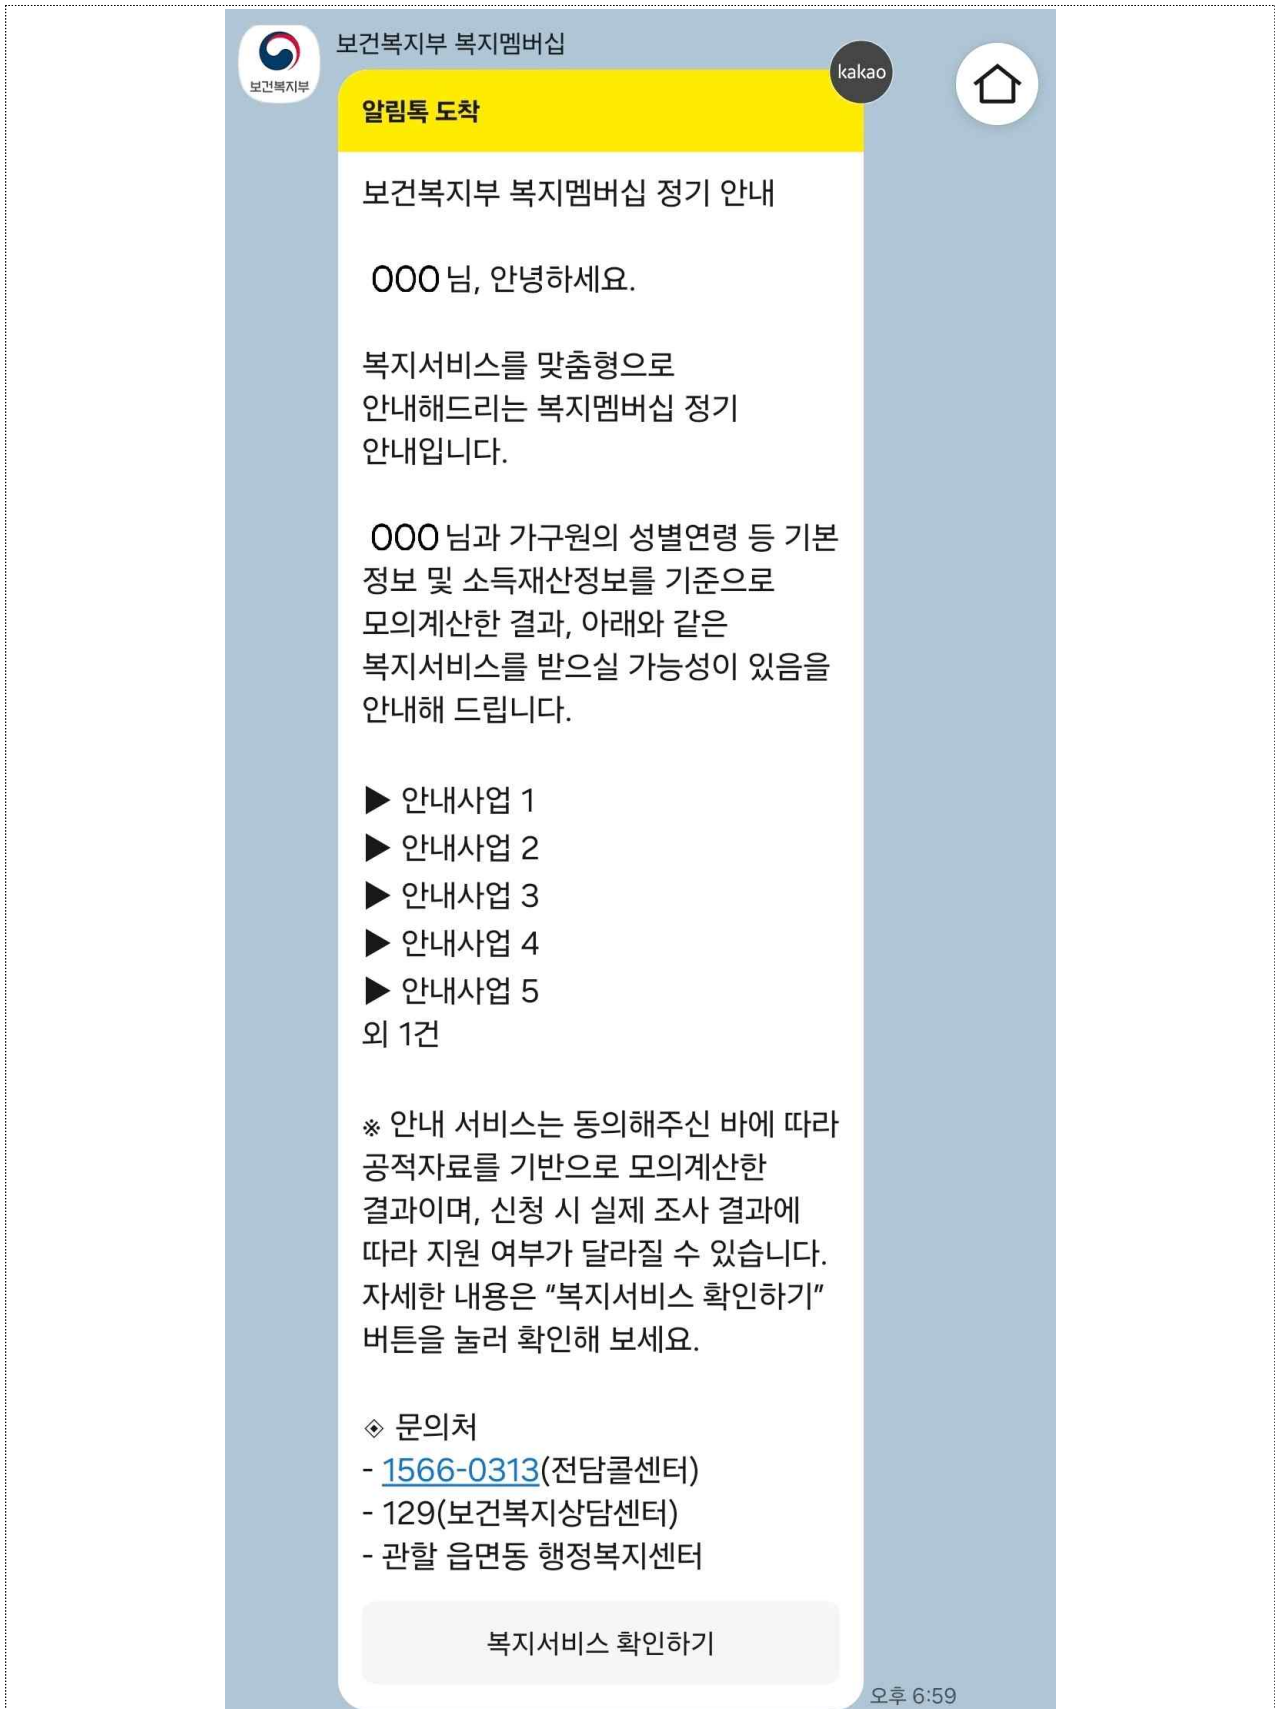 보건복지부
보건복지부 복지멤버십
kakao
알림톡 도착
보건복지부 복지멤버십 정기 안내
OOO 님, 안녕하세요.
복지서비스를 맞춤형으로
안내해드리는 복지멤버십 정기
안내입니다.
OOO 님과 가구원의 성별연령 등 기본
정보 및 소득재산정보를 기준으로
모의계산한 결과, 아래와 같은
복지서비스를 받으실 가능성이 있음을
안내해 드립니다.
▶ 안내사업 1
▶ 안내사업 2
▶ 안내사업 3
▶ 안내사업 4
▶ 안내사업 5
외 1건
※ 안내 서비스는 동의해주신 바에 따라
공적자료를 기반으로 모의계산한
결과이며, 신청 시 실제 조사 결과에
따라 지원 여부가 달라질 수 있습니다.
자세한 내용은 “복지서비스 확인하기”
버튼을 눌러 확인해 보세요.
◈ 문의처
- 1566-0313(전담콜센터)
- 129(보건복지상담센터)
- 관할 읍면동 행정복지센터
복지서비스 확인하기
오후 6:59